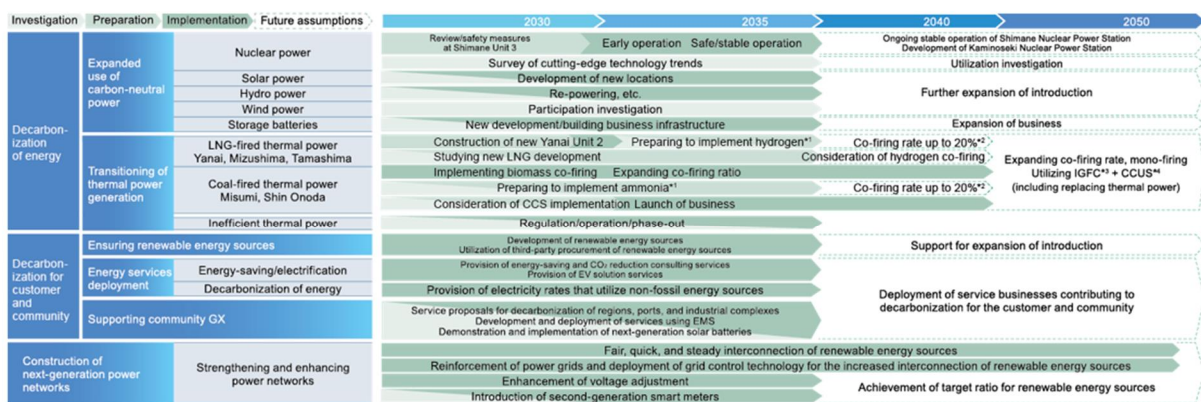 Investigation
Preparation
Implementation
Future assumptions
2030
2035
2040
2050
Decarbon-
ization
of energy
Expanded
use of
carbon-neutral
power
Nuclear power
Review/safety measures
at Shimane Unit 3
Early operation
Safe/stable operation
Ongoing stable operation of Shimane Nuclear Power Station
Development of Kaminoseki Nuclear Power Station
Survey of cutting-edge technology trends
Utilization investigation
Solar power
Development of new locations
Hydro power
Re-powering, etc.
Further expansion of introduction
Wind power
Participation investigation
Storage batteries
New development/building business infrastructure
Expansion of business
Transitioning of
thermal power
generation
LNG-fired thermal power
Yanai, Mizushima, Tamashima
Construction of new Yanai Unit 2
Preparing to implement hydrogen*1
Co-firing rate up to 20%*2
Studying new LNG development
Consideration of hydrogen co-firing
Coal-fired thermal power
Misumi, Shin Onoda
Implementing biomass co-firing
Expanding co-firing ratio
Preparing to implement ammonia*1
Co-firing rate up to 20%*2
Consideration of CCS implementation
Launch of business
Expanding co-firing rate, mono-firing
Utilizing IGFC*3 + CCUS*4
(including replacing thermal power)
Inefficient thermal power
Regulation/operation/phase-out
Decarbon-
ization for
customer
and
community
Ensuring renewable energy sources
Development of renewable energy sources
Utilization of third-party procurement of renewable energy sources
Support for expansion of introduction
Energy services
deployment
Energy-saving/electrification
Provision of energy-saving and CO₂ reduction consulting services
Provision of EV solution services
Decarbonization of energy
Provision of electricity rates that utilize non-fossil energy sources
Deployment of service businesses contributing to
decarbonization for the customer and community
Supporting community GX
Service proposals for decarbonization of regions, ports, and industrial complexes
Development and deployment of services using EMS
Demonstration and implementation of next-generation solar batteries
Construction of
next-generation power
networks
Strengthening and enhancing
power networks
Fair, quick, and steady interconnection of renewable energy sources
Reinforcement of power grids and deployment of grid control technology for the increased interconnection of renewable energy sources
Enhancement of voltage adjustment
Introduction of second-generation smart meters
Achievement of target ratio for renewable energy sources